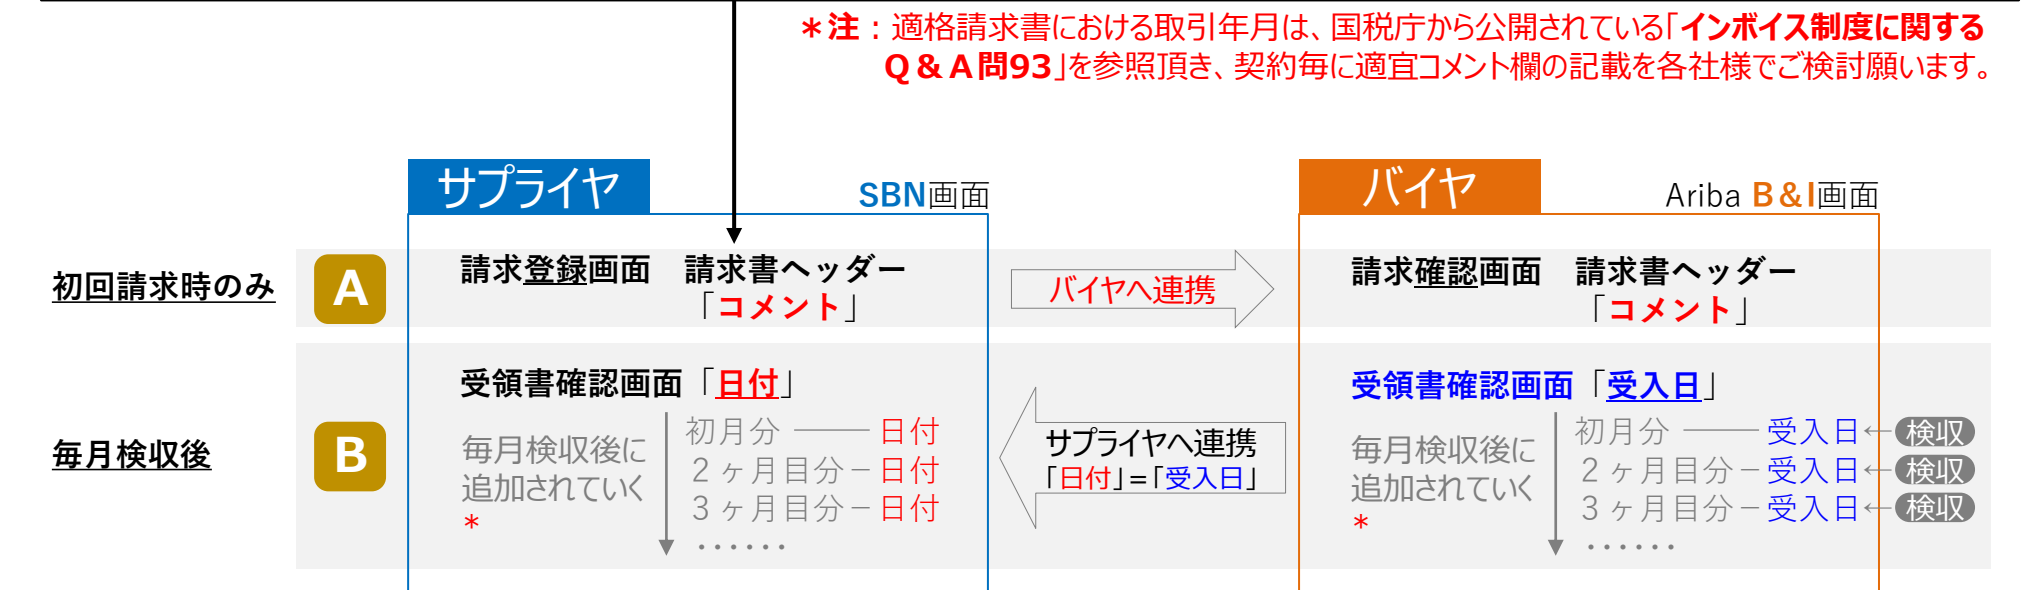 ＊注：適格請求書における取引年月は、国税庁から公開されている「インボイス制度に関する
Ｑ＆Ａ問93」を参照頂き、契約毎に適宜コメント欄の記載を各社様でご検討願います。
サプライヤ
SBN画面
バイヤ
Ariba B＆I画面
初回請求時のみ
A
請求登録画面　請求書ヘッダー
「コメント」
バイヤへ連携
請求確認画面　請求書ヘッダー
「コメント」
毎月検収後
B
受領書確認画面「日付」
毎月検収後に
追加されていく
＊
初月分 ―― 日付
２ヶ月目分－日付
３ヶ月目分－日付
・・・・・・
サプライヤへ連携
「日付」=「受入日」
受領書確認画面「受入日」
毎月検収後に
追加されていく
＊
初月分 ―― 受入日←検収
２ヶ月目分－受入日←検収
３ヶ月目分－受入日←検収
・・・・・・